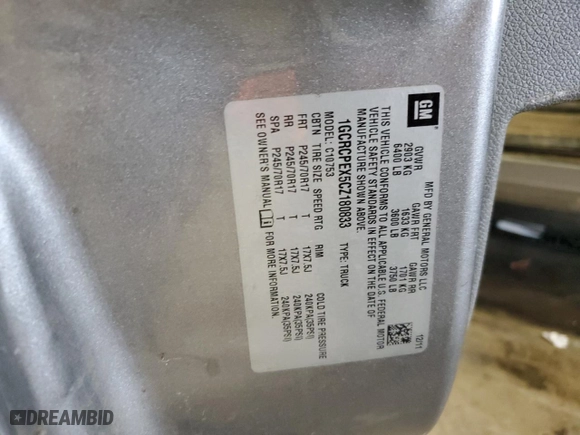 GM
MFD BY GENERAL MOTORS LLC 12/11
GVWR GAWR FRT GAWR RR
2903 KG 1633 KG 1701 KG
6400 LB 3600 LB 3750 LB
THIS VEHICLE CONFORMS TO ALL APPLICABLE U.S. FEDERAL MOTOR
VEHICLE SAFETY STANDARDS IN EFFECT ON THE DATE OF
MANUFACTURE SHOWN ABOVE.
1GCRCPEX5CZ180833 TYPE: TRUCK
MODEL: C10753
CBTN TIRE SIZE SPEED RTG RIM COLD TIRE PRESSURE
FRT P245/70R17 T 17X7.5J 240KPA(35PSI)
RR P245/70R17 T 17X7.5J 240KPA(35PSI)
SPA P245/70R17 T 17X7.5J 240KPA(35PSI)
SEE OWNER'S MANUAL FOR MORE INFORMATION.
DREAMBID